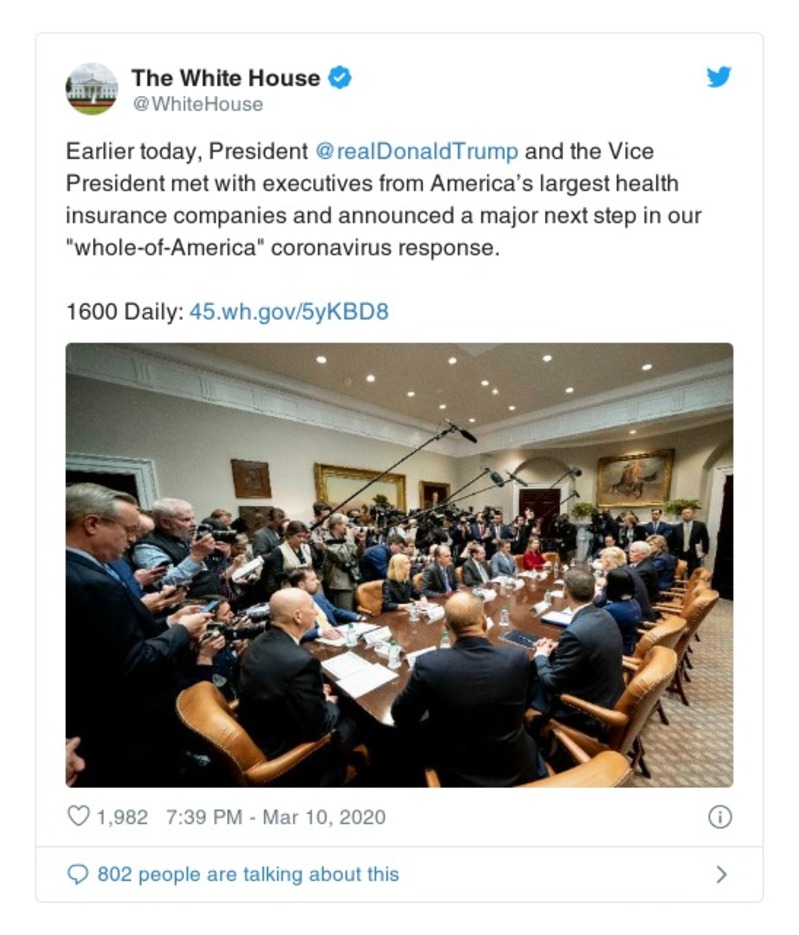 The White House
@WhiteHouse
Earlier today, President @realDonaldTrump and the Vice
President met with executives from America's largest health
insurance companies and announced a major next step in our
"whole-of-America" coronavirus response.
1600 Daily: 45.wh.gov/5yKBD8
1,982 7:39 PM - Mar 10, 2020
802 people are talking about this